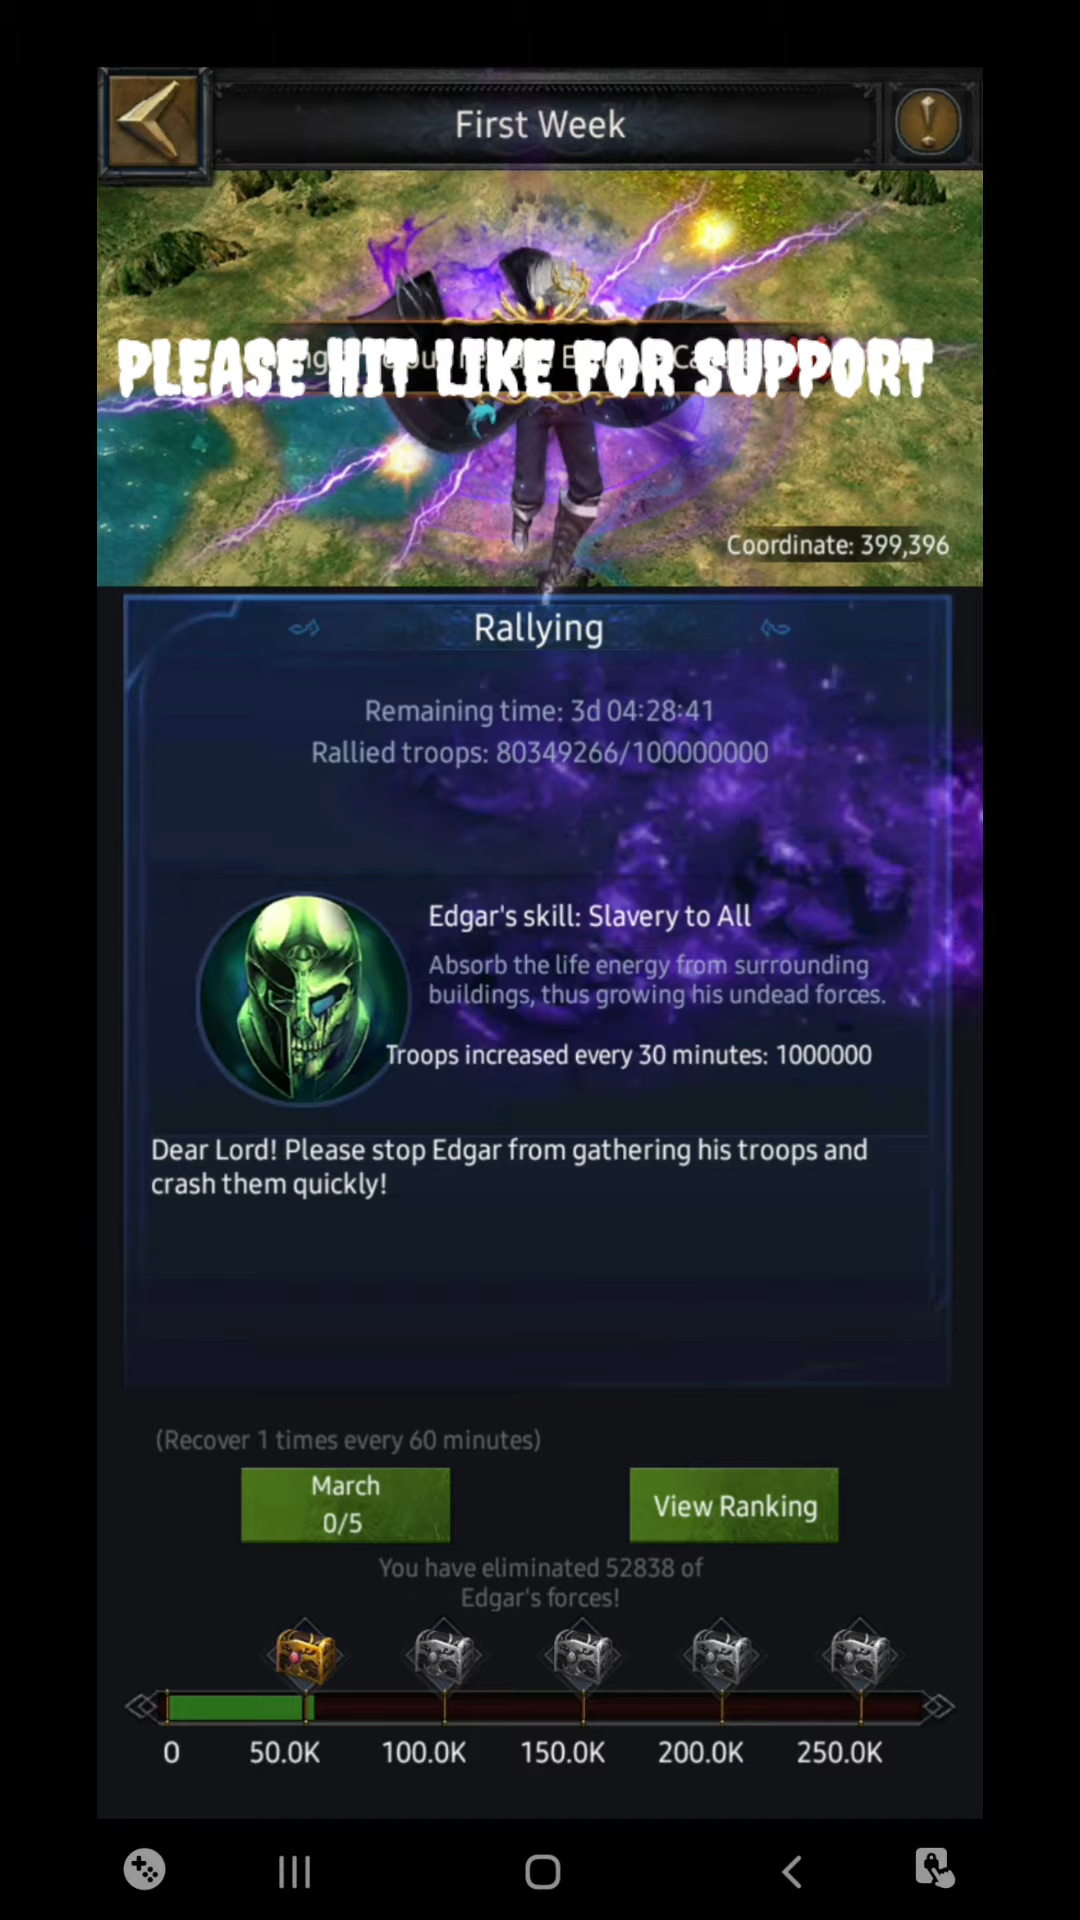 First Week
PLEASE HIT LIKE FOR SUPPORT
Coordinate: 399,396
Rallying
Remaining time: 3d 04:28:41
Rallied troops: 80349266/100000000
Edgar's skill: Slavery to All
Absorb the life energy from surrounding
buildings, thus growing his undead forces.
Troops increased every 30 minutes: 1000000
Dear Lord! Please stop Edgar from gathering his troops and
crash them quickly!
(Recover 1 times every 60 minutes)
March
0/5
View Ranking
You have eliminated 52838 of
Edgar's forces!
0 50.0K 100.0K 150.0K 200.0K 250.0K